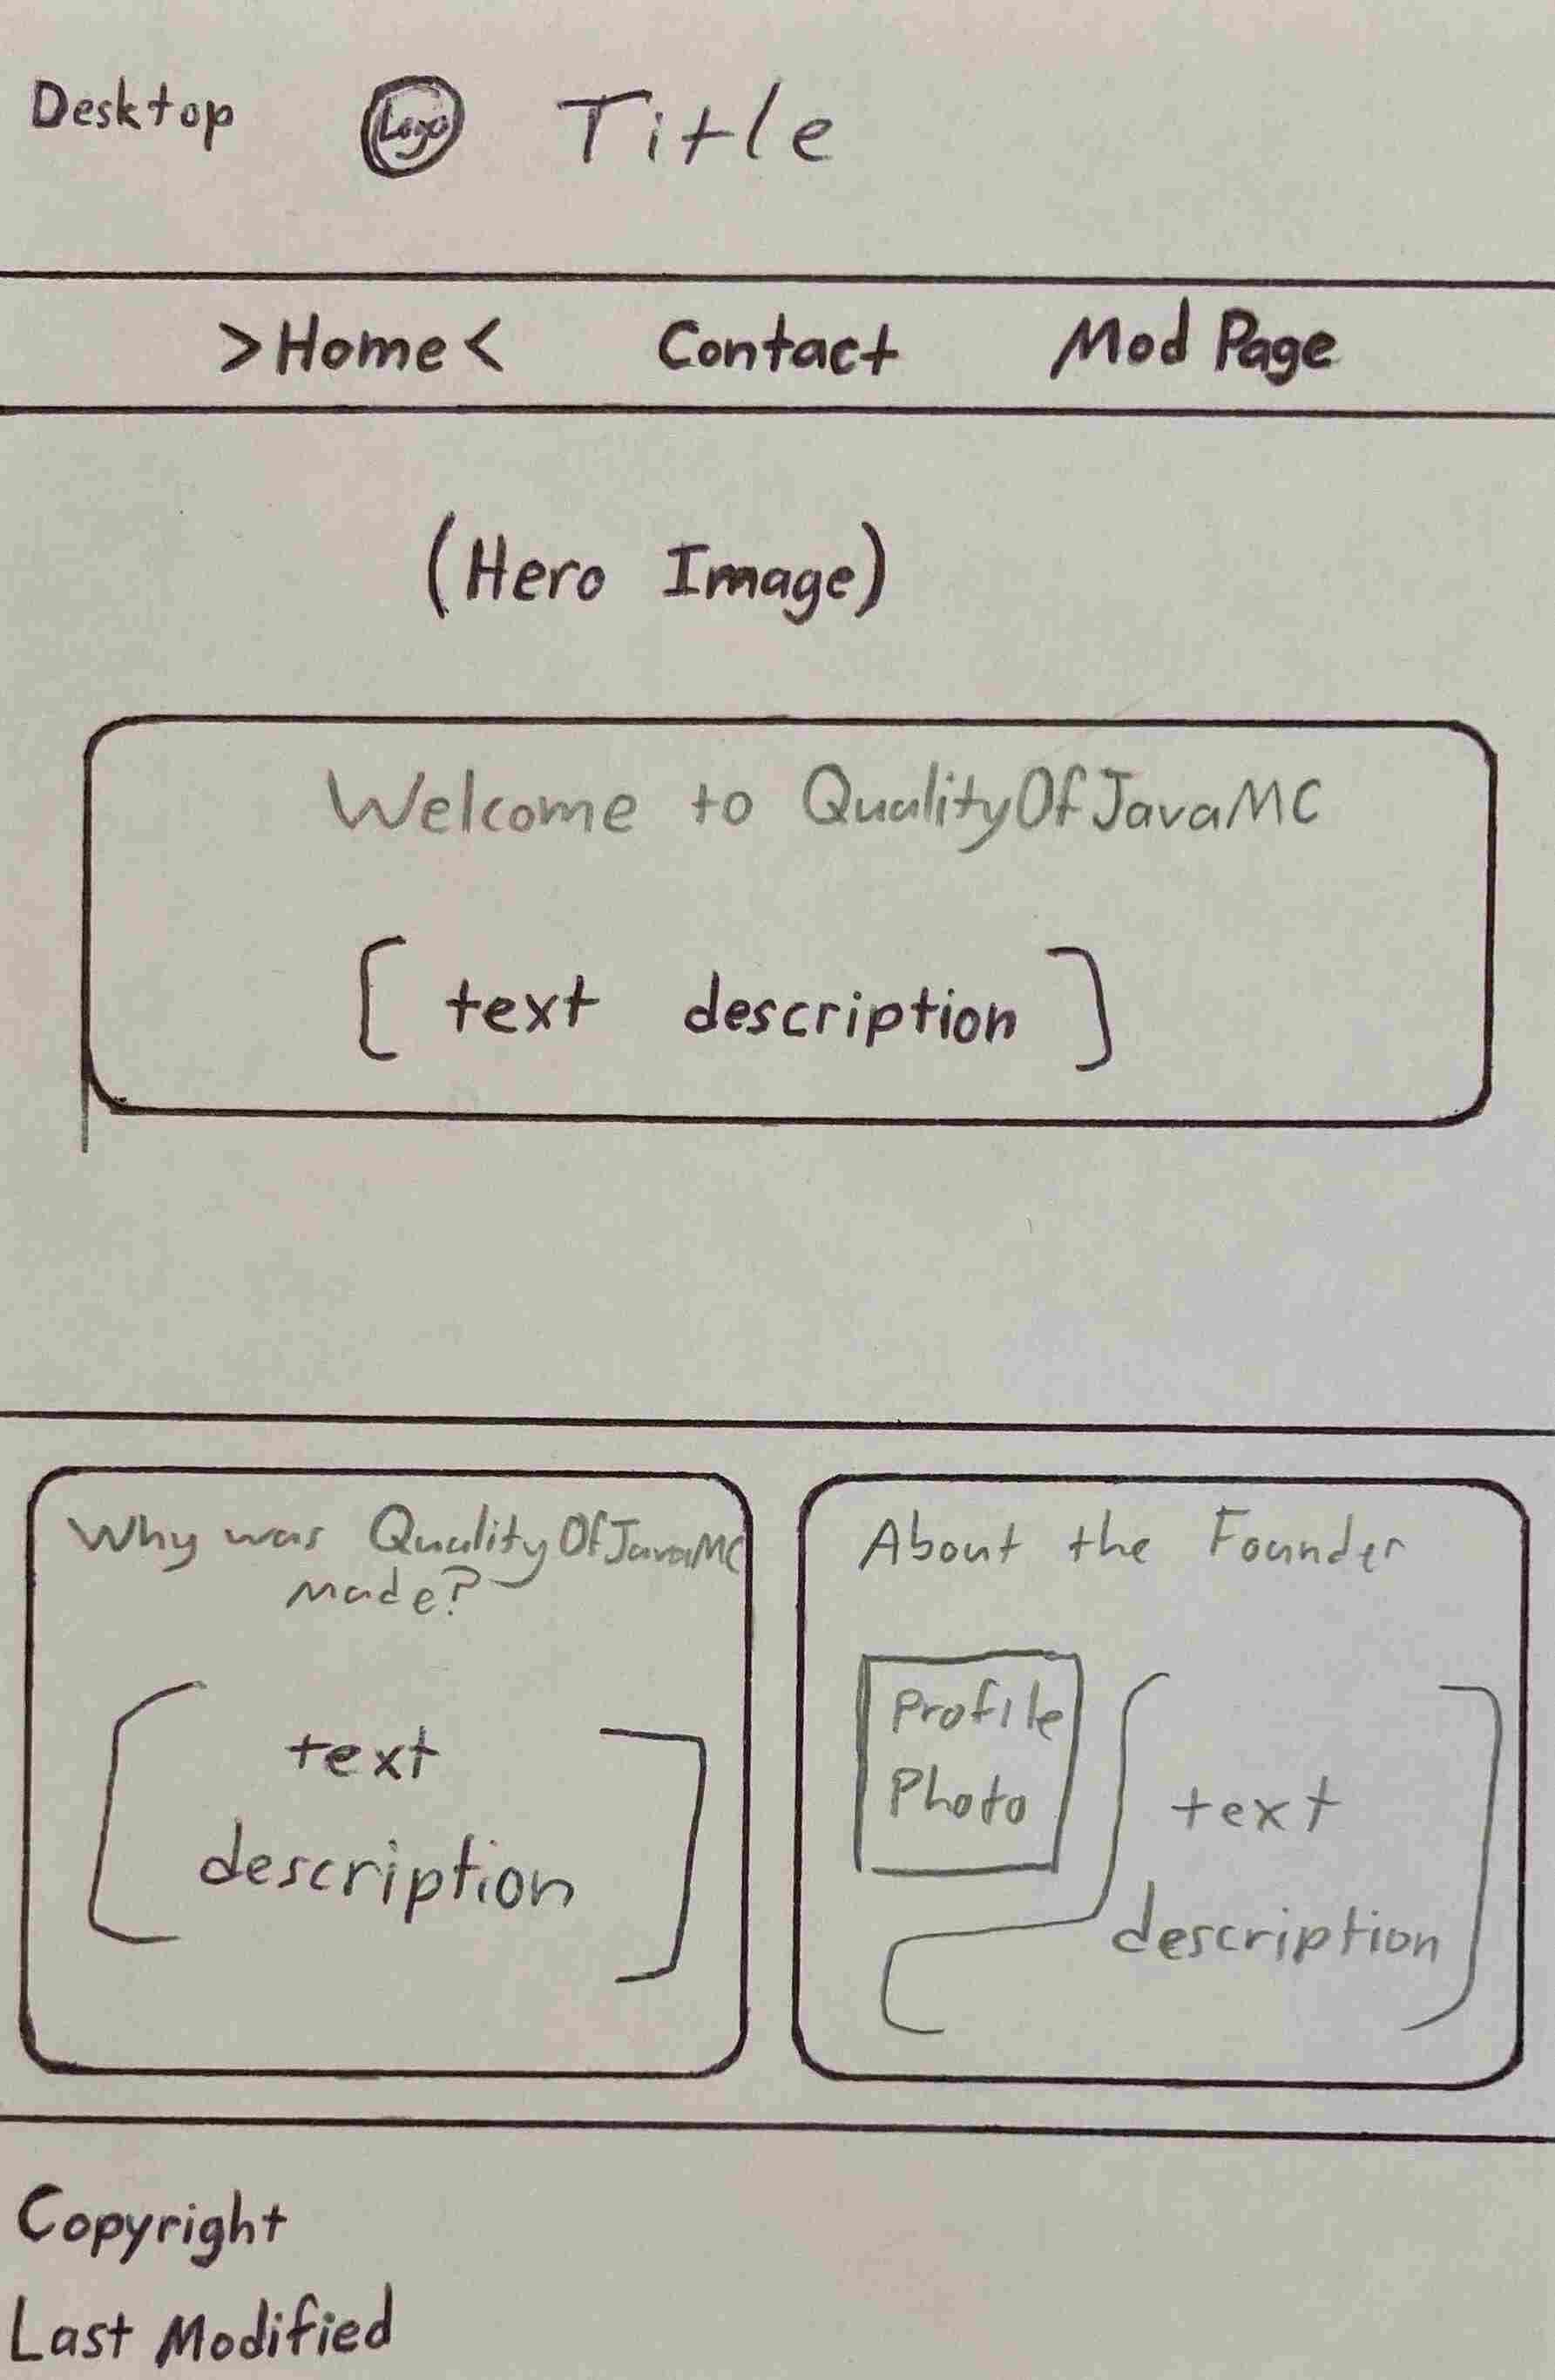 Desktop Logo Title
>Home< Contact Mod Page
(Hero Image)
Welcome to QualityOfJavaMC
[ text description ]
Why was QualityOfJavaMC
made?
[ text
description ]
About the Founder
Profile
Photo
[ text
description ]
Copyright
Last Modified